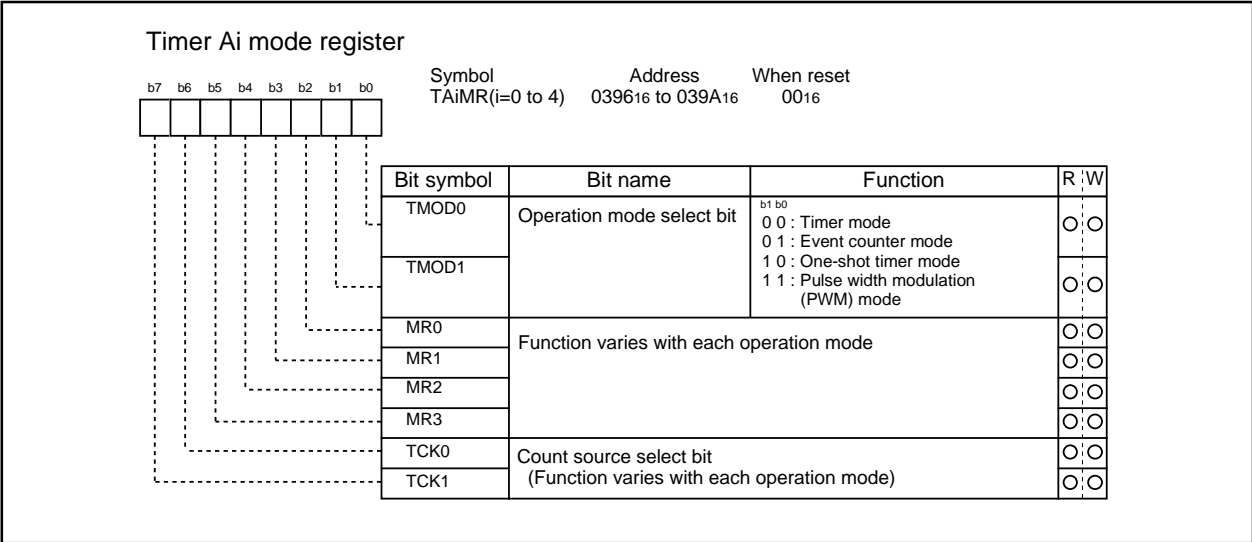 Timer Ai mode register
Symbol Address When reset
TAiMR(i=0 to 4) 039616 to 039A16 0016
b7 b6 b5 b4 b3 b2 b1 b0
Bit symbol Bit name Function R W
TMOD0 Operation mode select bit b1 b0
0 0 : Timer mode
0 1 : Event counter mode
TMOD1 1 0 : One-shot timer mode
1 1 : Pulse width modulation
(PWM) mode
MR0 Function varies with each operation mode
MR1
MR2
MR3
TCK0 Count source select bit
TCK1 (Function varies with each operation mode)